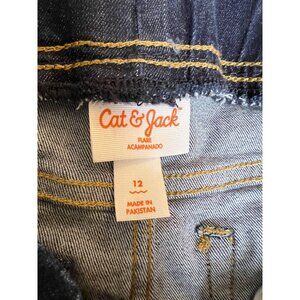 Cat & Jack
FLARE
ACAMPANADO
12
MADE IN
PAKISTAN